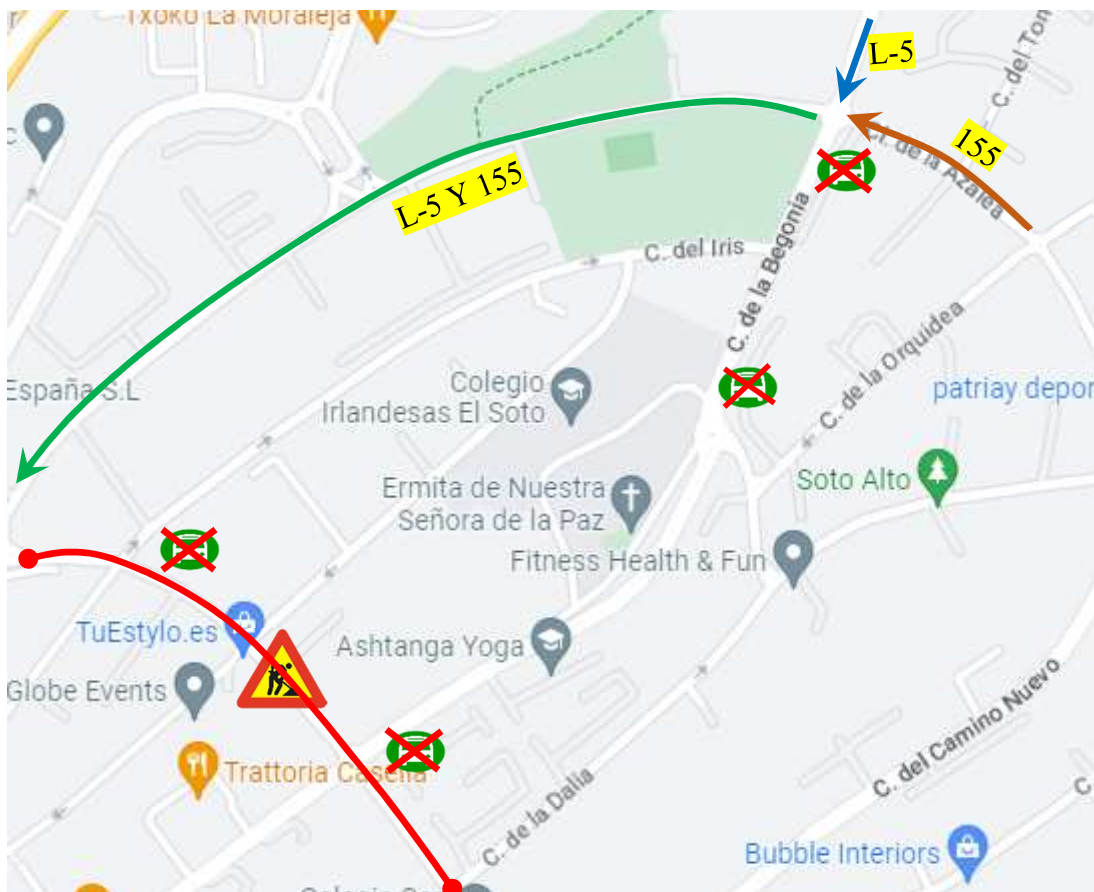 Txoko La Moraleja
L-5
C. del Ton
155
Cl. de la Azalea
L-5 Y 155
C. de la Begonia
C. del Iris
C. de la Orquidea
España S.L
Colegio
Irlandesas El Soto
patriay depor
Soto Alto
Ermita de Nuestra
Señora de la Paz
Fitness Health & Fun
TuEstylo.es
Ashtanga Yoga
Globe Events
C. del Camino Nuevo
Trattoria Casella
C. de la Dalia
C.
Bubble Interiors